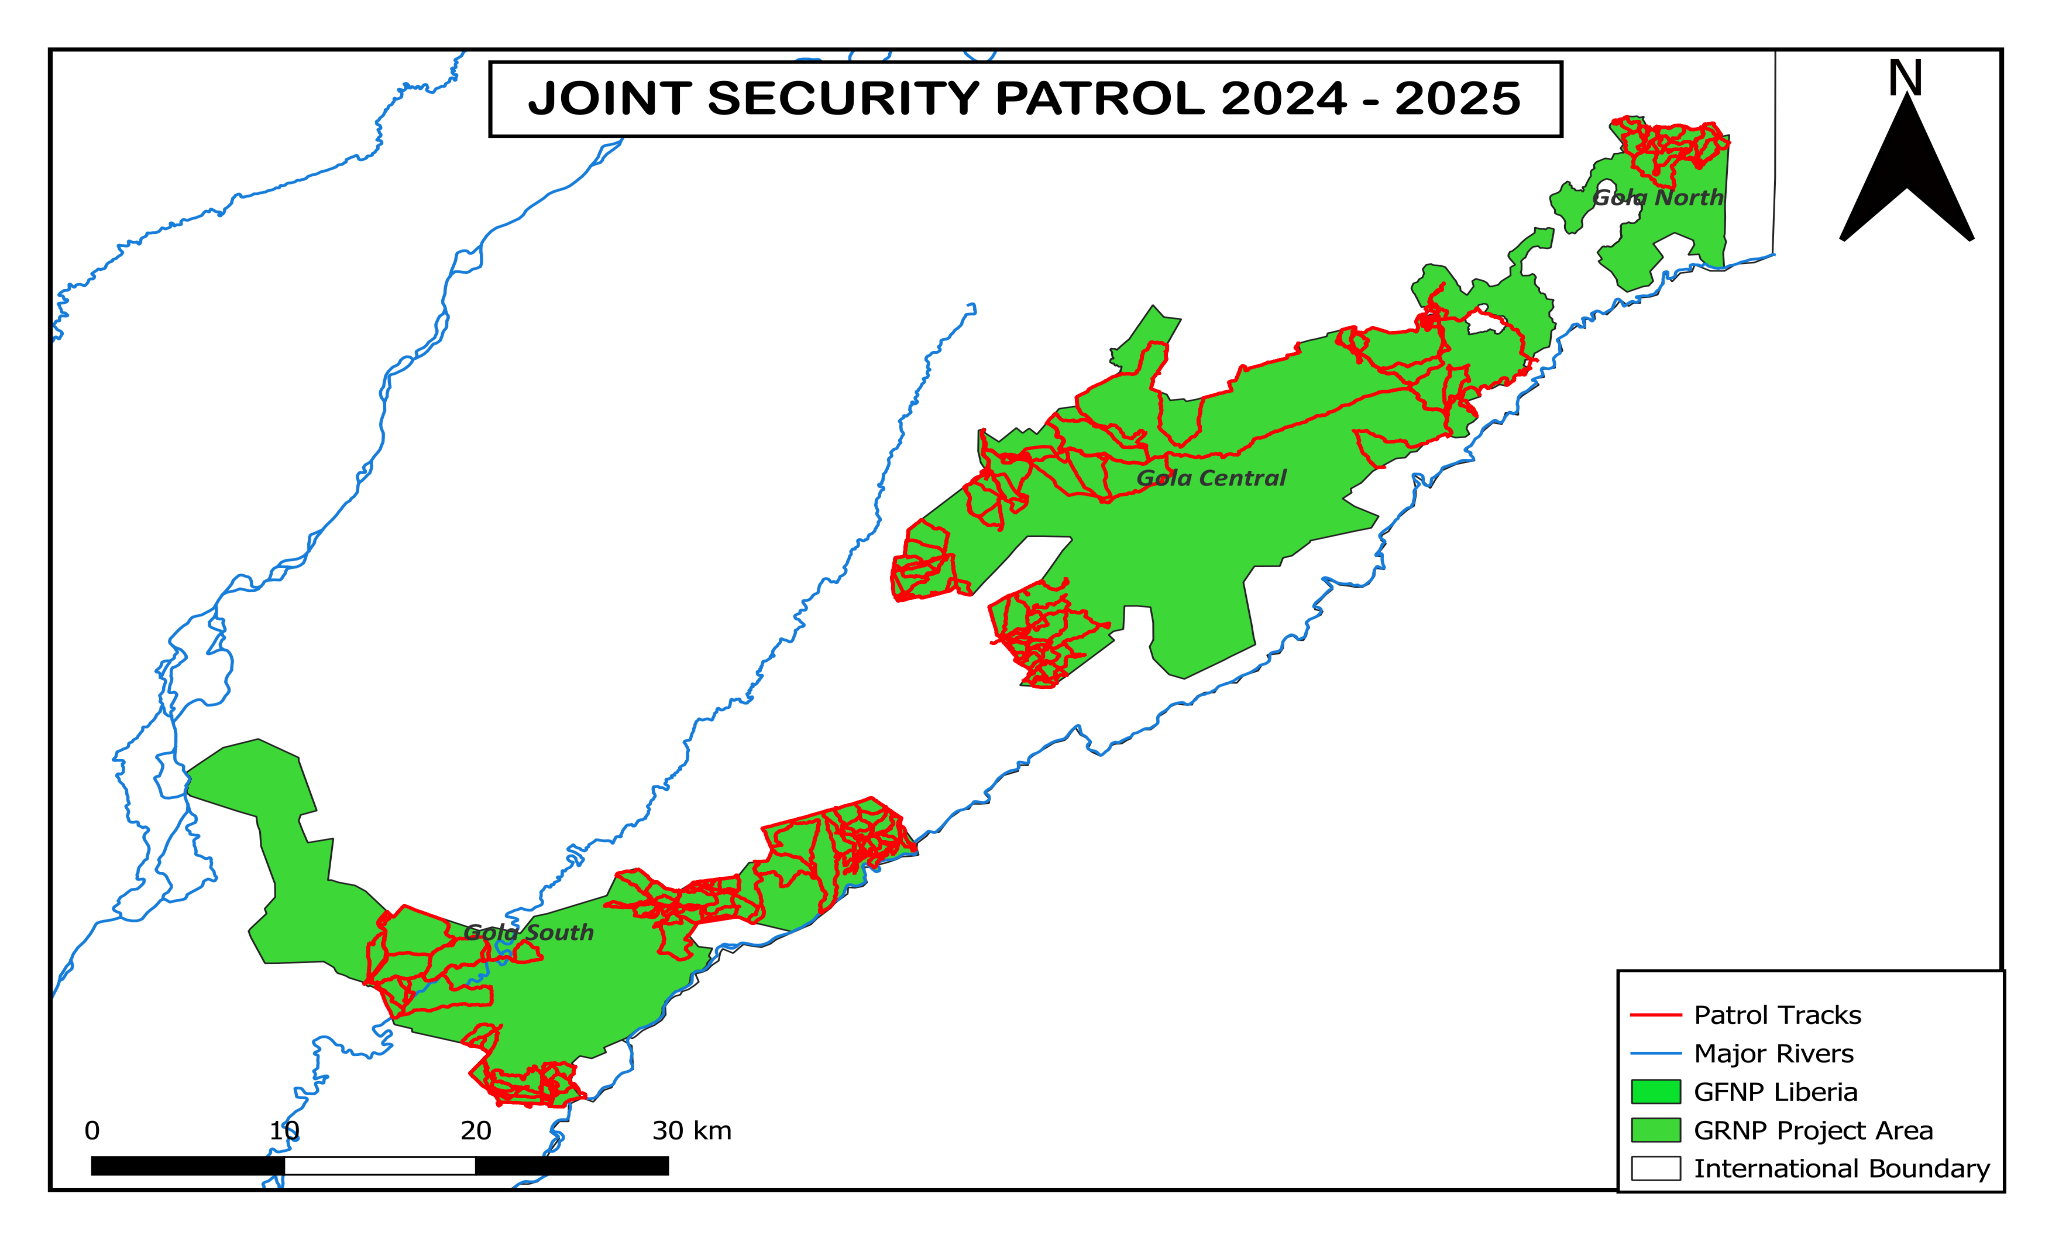 JOINT SECURITY PATROL 2024 - 2025
N
Gola North
Gola Central
Gola South
Patrol Tracks
Major Rivers
GFNP Liberia
GRNP Project Area
International Boundary
0 10 20 30 km